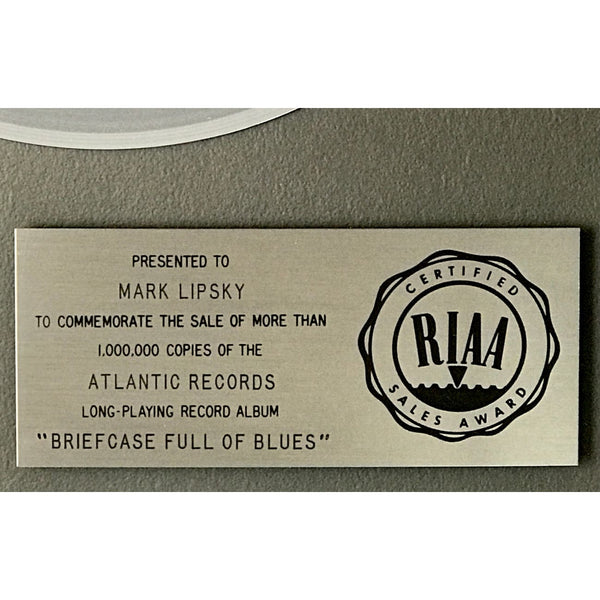 PRESENTED TO
MARK LIPSKY
TO COMMEMORATE THE SALE OF MORE THAN
1,000,000 COPIES OF THE
ATLANTIC RECORDS
LONG-PLAYING RECORD ALBUM
"BRIEFCASE FULL OF BLUES"
CERTIFIED
RIAA
SALES AWARD